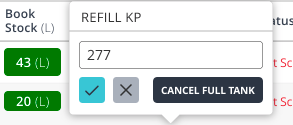 Book
Stock (L)
REFILL KP
277
CANCEL FULL TANK
43 (L)
20 (L)